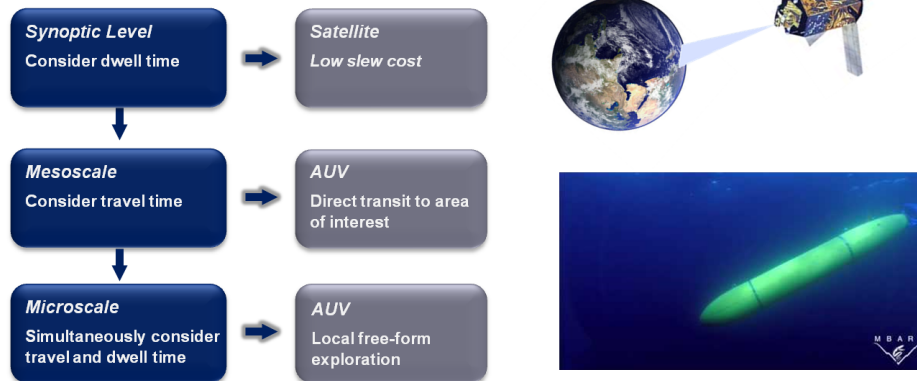 Synoptic Level
Consider dwell time
Satellite
Low slew cost
Mesoscale
Consider travel time
AUV
Direct transit to area
of interest
Microscale
Simultaneously consider
travel and dwell time
AUV
Local free-form
exploration
MBAR